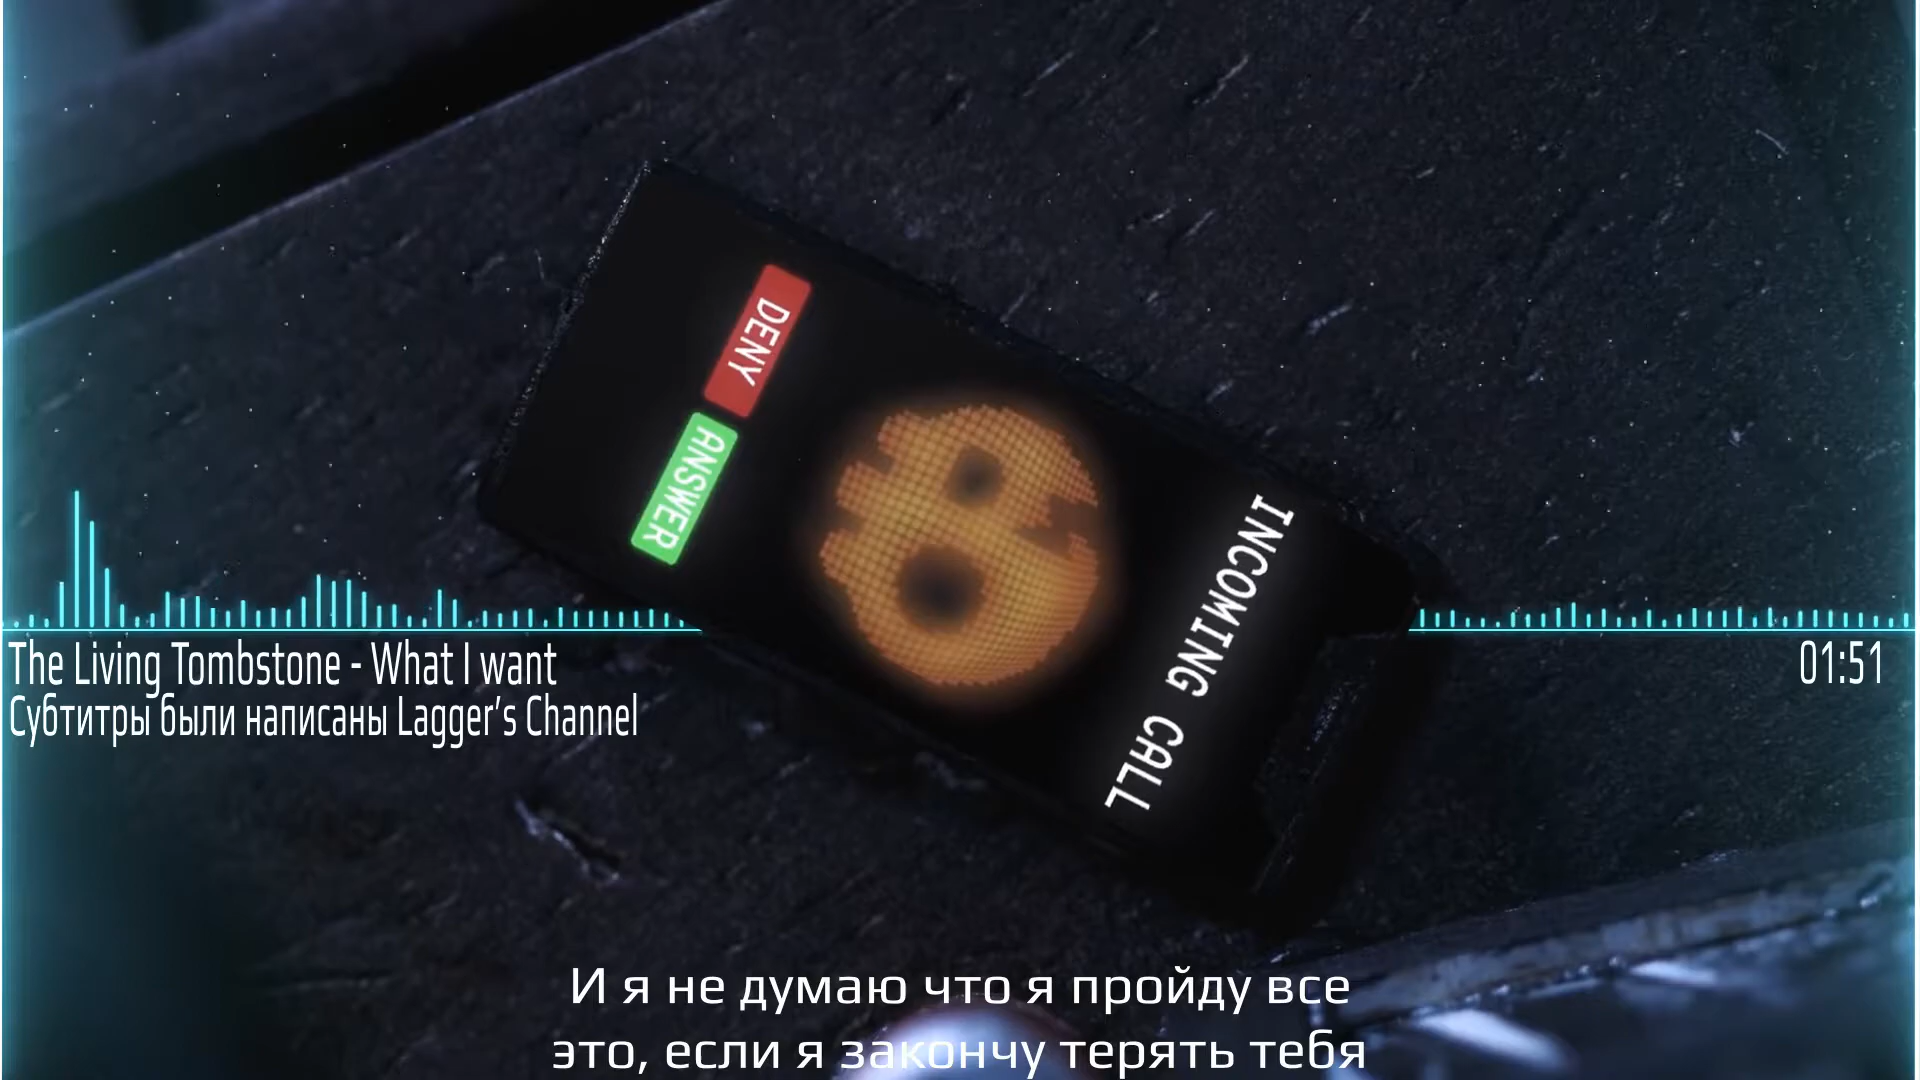 DENY
ANSWER
INCOMING CALL
The Living Tombstone - What I want
01:51
Субтитры были написаны Lagger’s Channel
И я не думаю что я пройду все
это, если я закончу терять тебя